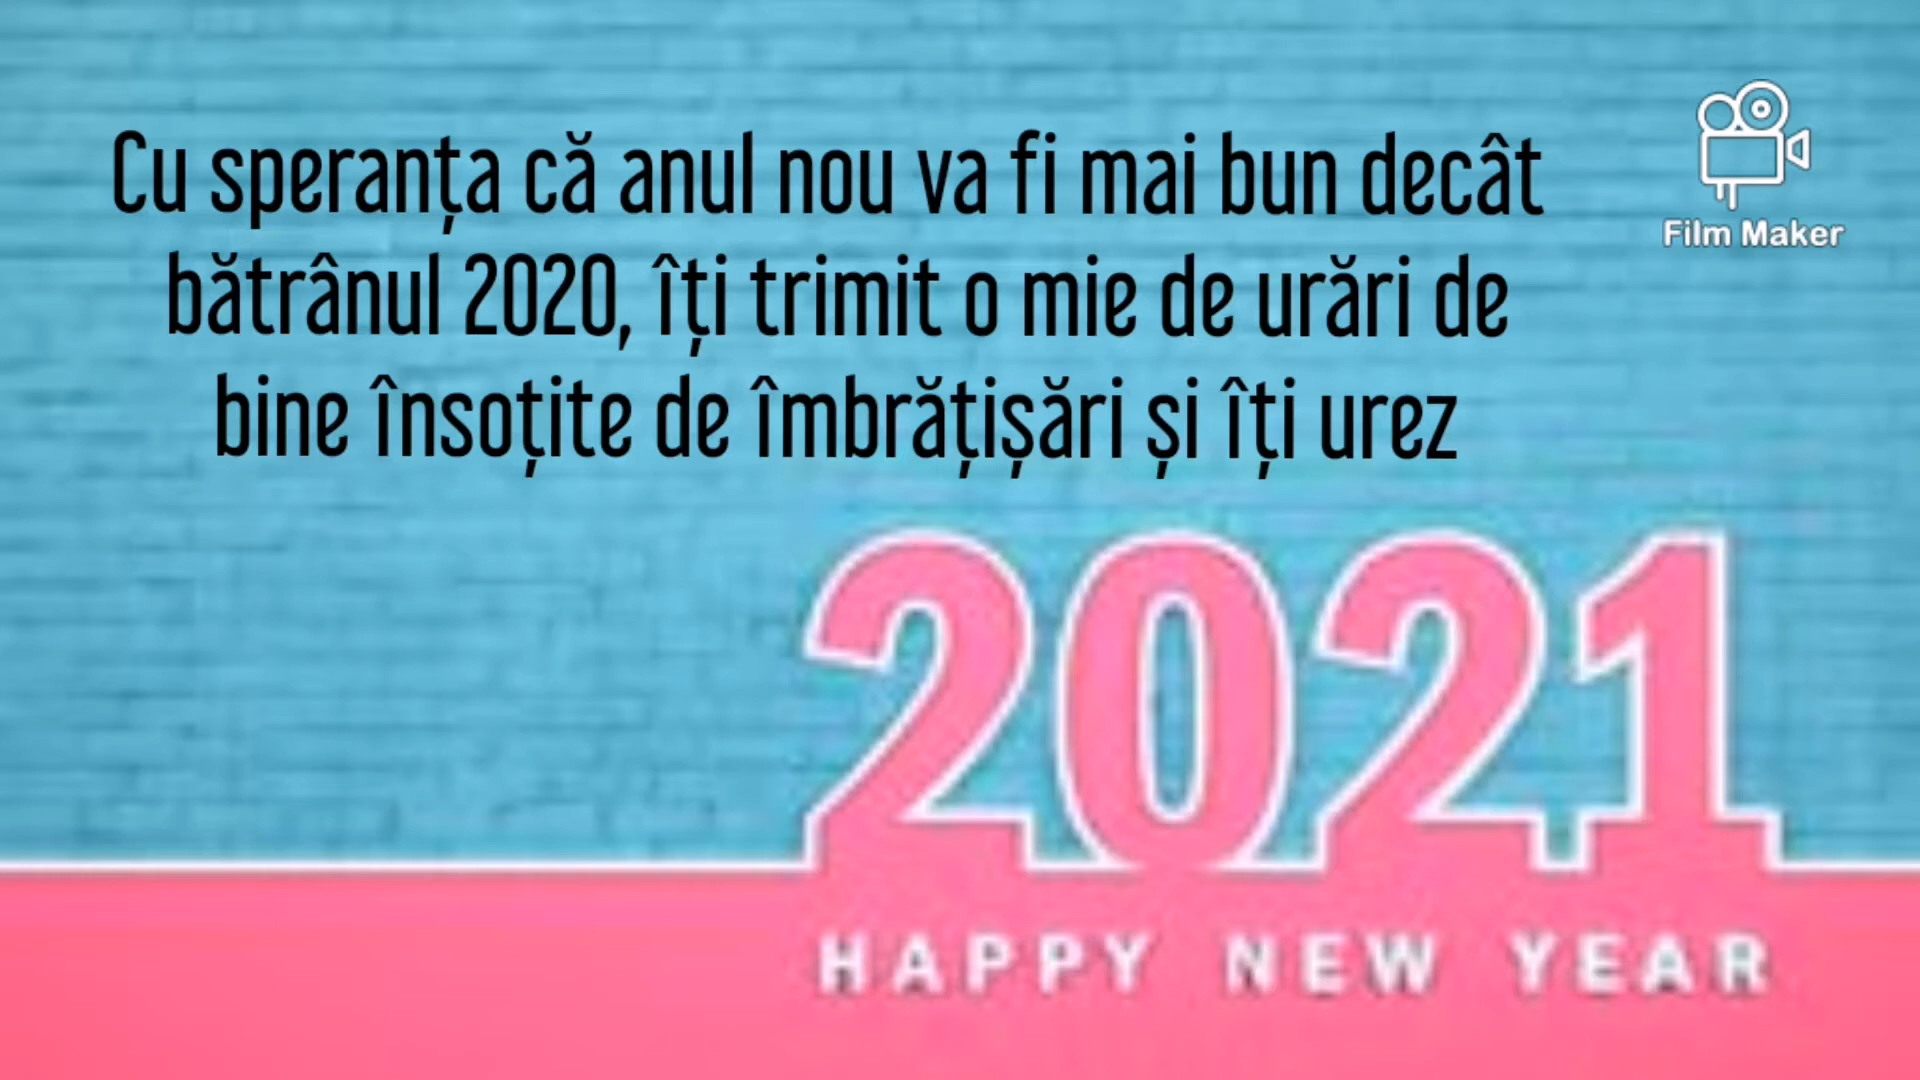 Cu speranța că anul nou va fi mai bun decât
bătrânul 2020, îți trimit o mie de urări de
bine însoțite de îmbrățișări și îți urez
Film Maker
2021
HAPPY NEW YEAR